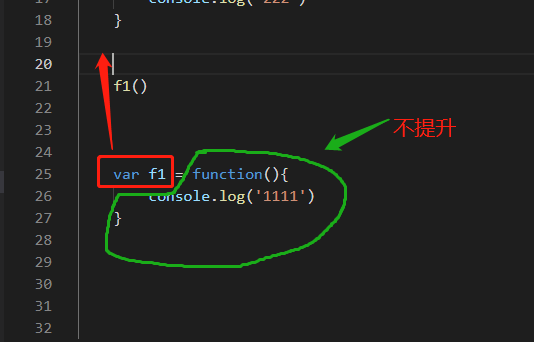 17 console.log('222')
18 }
19
20
21 f1()
22
23 不提升
24
25 var f1 = function(){
26 console.log('1111')
27 }
28
29
30
31
32